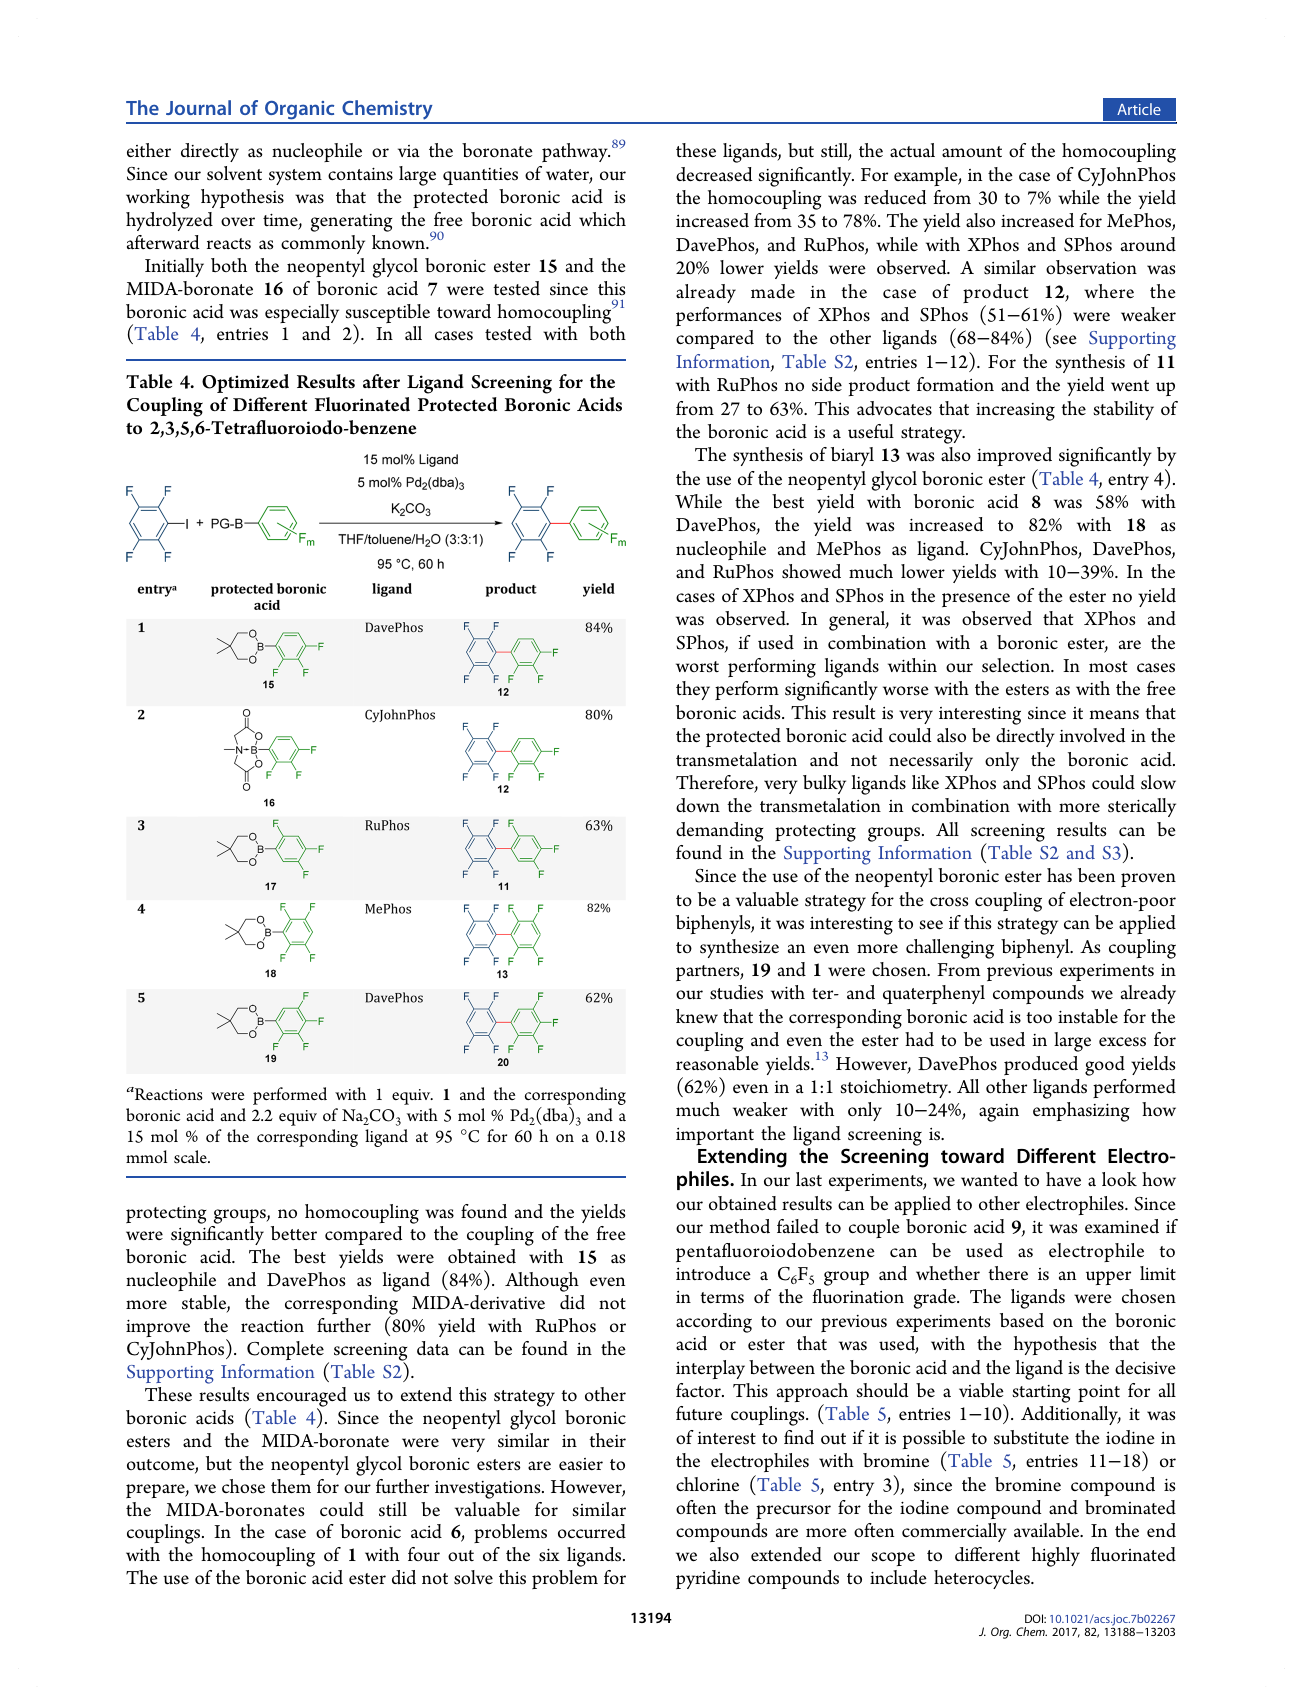 The Journal of Organic Chemistry
Article
either directly as nucleophile or via the boronate pathway.89
Since our solvent system contains large quantities of water, our
working hypothesis was that the protected boronic acid is
hydrolyzed over time, generating the free boronic acid which
afterward reacts as commonly known.90
Initially both the neopentyl glycol boronic ester 15 and the
MIDA-boronate 16 of boronic acid 7 were tested since this
boronic acid was especially susceptible toward homocoupling91
(Table 4, entries 1 and 2). In all cases tested with both
Table 4. Optimized Results after Ligand Screening for the
Coupling of Different Fluorinated Protected Boronic Acids
to 2,3,5,6-Tetrafluoroiodo-benzene
15 mol% Ligand
5 mol% Pd2(dba)3
K2CO3
THF/toluene/H2O (3:3:1)
95 °C, 60 h
F F F F I + PG-B Fm
F F F F Fm
entrya protected boronic acid ligand product yield
1 DavePhos 84%
O B O F F F
15
F F F F F F F
12
2 CyJohnPhos 80%
O O N B O O F F F
16
F F F F F F F
12
3 RuPhos 63%
F O B O F F
17
F F F F F F F
11
4 MePhos 82%
F F O B O F F
18
F F F F F F F F
13
5 DavePhos 62%
F O B O F F F
19
F F F F F F F F
20
aReactions were performed with 1 equiv. 1 and the corresponding
boronic acid and 2.2 equiv of Na2CO3 with 5 mol % Pd2(dba)3 and a
15 mol % of the corresponding ligand at 95 °C for 60 h on a 0.18
mmol scale.
protecting groups, no homocoupling was found and the yields
were significantly better compared to the coupling of the free
boronic acid. The best yields were obtained with 15 as
nucleophile and DavePhos as ligand (84%). Although even
more stable, the corresponding MIDA-derivative did not
improve the reaction further (80% yield with RuPhos or
CyJohnPhos). Complete screening data can be found in the
Supporting Information (Table S2).
These results encouraged us to extend this strategy to other
boronic acids (Table 4). Since the neopentyl glycol boronic
esters and the MIDA-boronate were very similar in their
outcome, but the neopentyl glycol boronic esters are easier to
prepare, we chose them for our further investigations. However,
the MIDA-boronates could still be valuable for similar
couplings. In the case of boronic acid 6, problems occurred
with the homocoupling of 1 with four out of the six ligands.
The use of the boronic acid ester did not solve this problem for
these ligands, but still, the actual amount of the homocoupling
decreased significantly. For example, in the case of CyJohnPhos
the homocoupling was reduced from 30 to 7% while the yield
increased from 35 to 78%. The yield also increased for MePhos,
DavePhos, and RuPhos, while with XPhos and SPhos around
20% lower yields were observed. A similar observation was
already made in the case of product 12, where the
performances of XPhos and SPhos (51−61%) were weaker
compared to the other ligands (68−84%) (see Supporting
Information, Table S2, entries 1−12). For the synthesis of 11
with RuPhos no side product formation and the yield went up
from 27 to 63%. This advocates that increasing the stability of
the boronic acid is a useful strategy.
The synthesis of biaryl 13 was also improved significantly by
the use of the neopentyl glycol boronic ester (Table 4, entry 4).
While the best yield with boronic acid 8 was 58% with
DavePhos, the yield was increased to 82% with 18 as
nucleophile and MePhos as ligand. CyJohnPhos, DavePhos,
and RuPhos showed much lower yields with 10−39%. In the
cases of XPhos and SPhos in the presence of the ester no yield
was observed. In general, it was observed that XPhos and
SPhos, if used in combination with a boronic ester, are the
worst performing ligands within our selection. In most cases
they perform significantly worse with the esters as with the free
boronic acids. This result is very interesting since it means that
the protected boronic acid could also be directly involved in the
transmetalation and not necessarily only the boronic acid.
Therefore, very bulky ligands like XPhos and SPhos could slow
down the transmetalation in combination with more sterically
demanding protecting groups. All screening results can be
found in the Supporting Information (Table S2 and S3).
Since the use of the neopentyl boronic ester has been proven
to be a valuable strategy for the cross coupling of electron-poor
biphenyls, it was interesting to see if this strategy can be applied
to synthesize an even more challenging biphenyl. As coupling
partners, 19 and 1 were chosen. From previous experiments in
our studies with ter- and quaterphenyl compounds we already
knew that the corresponding boronic acid is too instable for the
coupling and even the ester had to be used in large excess for
reasonable yields.13 However, DavePhos produced good yields
(62%) even in a 1:1 stoichiometry. All other ligands performed
much weaker with only 10−24%, again emphasizing how
important the ligand screening is.
Extending the Screening toward Different Electro-
philes. In our last experiments, we wanted to have a look how
our obtained results can be applied to other electrophiles. Since
our method failed to couple boronic acid 9, it was examined if
pentafluoroiodobenzene can be used as electrophile to
introduce a C6F5 group and whether there is an upper limit
in terms of the fluorination grade. The ligands were chosen
according to our previous experiments based on the boronic
acid or ester that was used, with the hypothesis that the
interplay between the boronic acid and the ligand is the decisive
factor. This approach should be a viable starting point for all
future couplings. (Table 5, entries 1−10). Additionally, it was
of interest to find out if it is possible to substitute the iodine in
the electrophiles with bromine (Table 5, entries 11−18) or
chlorine (Table 5, entry 3), since the bromine compound is
often the precursor for the iodine compound and brominated
compounds are more often commercially available. In the end
we also extended our scope to different highly fluorinated
pyridine compounds to include heterocycles.
13194
DOI: 10.1021/acs.joc.7b02267
J. Org. Chem. 2017, 82, 13188−13203